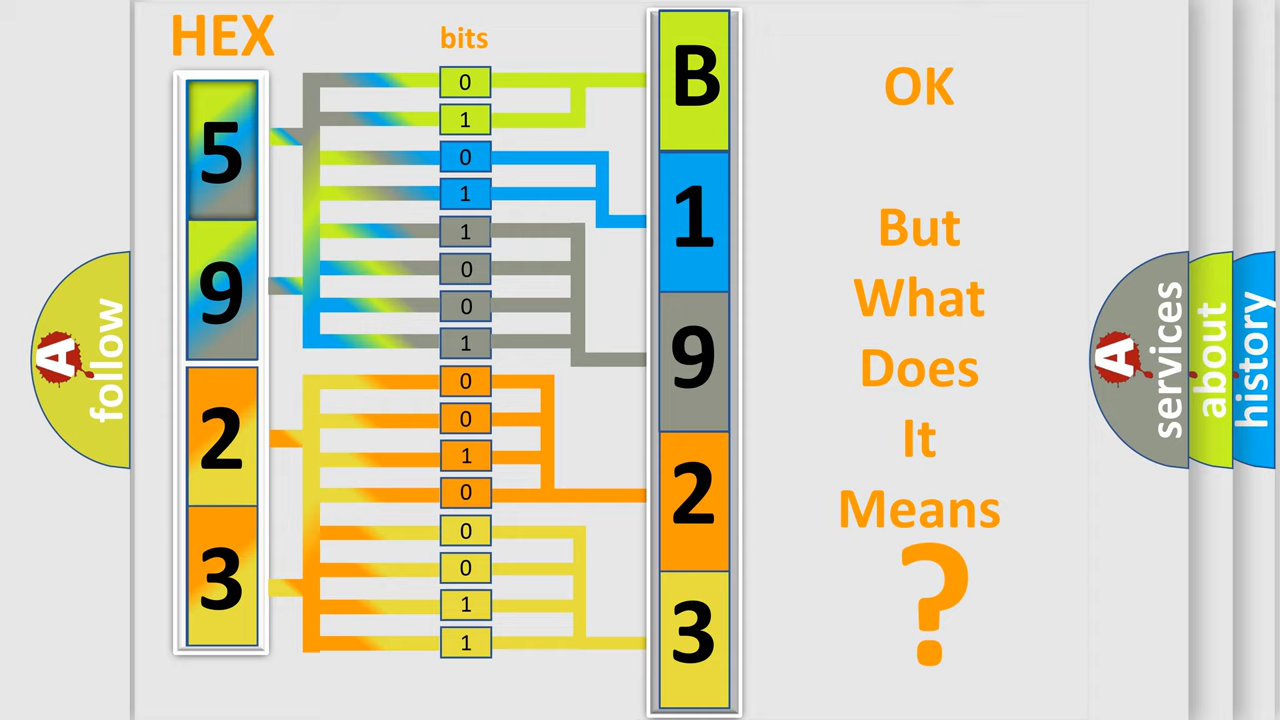 HEX
bits
5
9
2
3
0
1
0
1
1
0
0
1
0
0
1
0
0
0
1
1
B
1
9
2
3
OK
But
What
Does
It
Means
?
A
follow
A
services
about
history